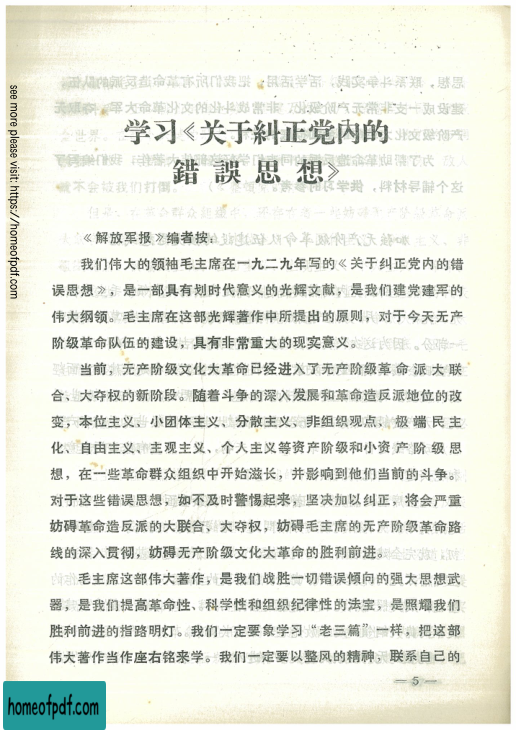 学习《关于糾正党內的
錯誤思想》
《解放军报》编者按：
我们伟大的领袖毛主席在一九二九年写的《关于纠正党内的错
误思想》，是一部具有划时代意义的光辉文献，是我们建党建军的
伟大纲领。毛主席在这部光辉著作中所提出的原则，对于今天无产
阶级革命队伍的建设，具有非常重大的现实意义。
当前，无产阶级文化大革命已经进入了无产阶级革命派大联
合、大夺权的新阶段。随着斗争的深入发展和革命造反派地位的改
变，本位主义、小团体主义、分散主义、非组织观点，极端民主
化、自由主义、主观主义、个人主义等资产阶级和小资产阶级思
想，在一些革命群众组织中开始滋长，并影响到他们当前的斗争。
对于这些错误思想，如不及时警惕起来，坚决加以纠正，将会严重
妨碍革命造反派的大联合，大夺权，妨碍毛主席的无产阶级革命路
线的深入贯彻，妨碍无产阶级文化大革命的胜利前进。
毛主席这部伟大著作，是我们战胜一切错误倾向的强大思想武
器，是我们提高革命性、科学性和组织纪律性的法宝，是照耀我们
胜利前进的指路明灯。我们一定要象学习“老三篇”一样，把这部
伟大著作当作座右铭来学。我们一定要以整风的精神，联系自己的
— 5 —
see more please visit: https://homeofpdf.com
homeofpdf.com